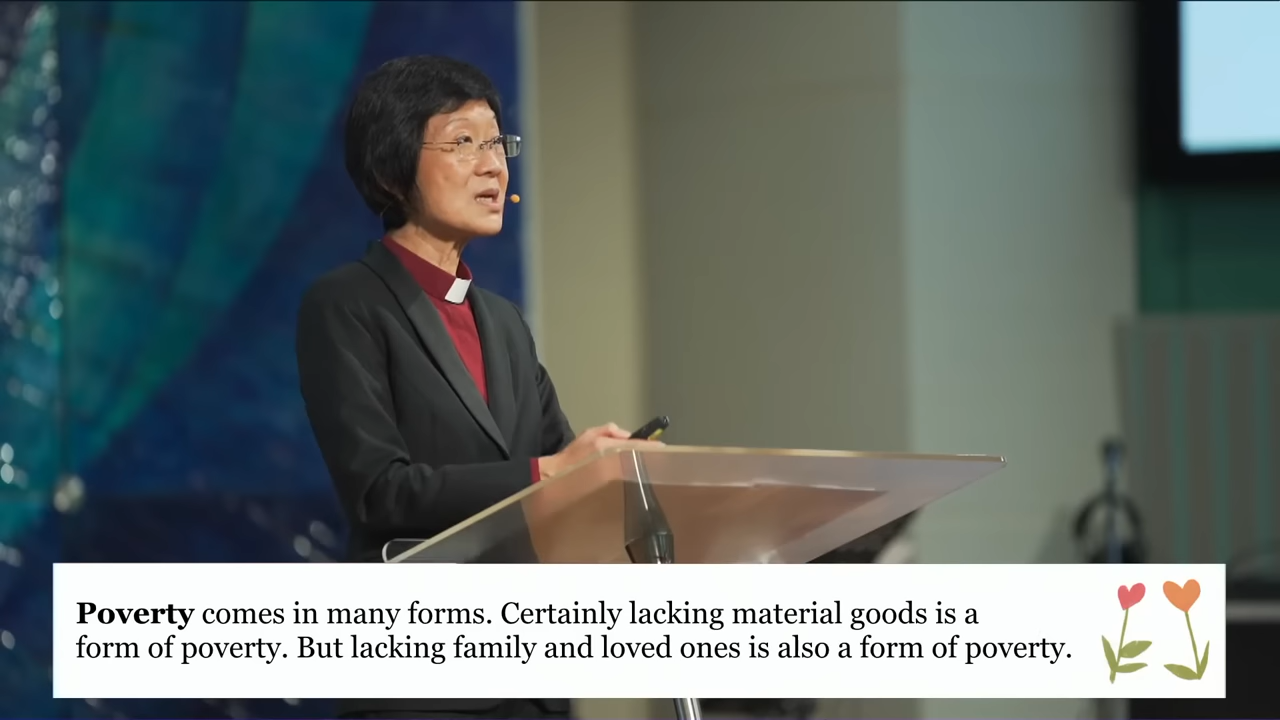 Poverty comes in many forms. Certainly lacking material goods is a
form of poverty. But lacking family and loved ones is also a form of poverty.